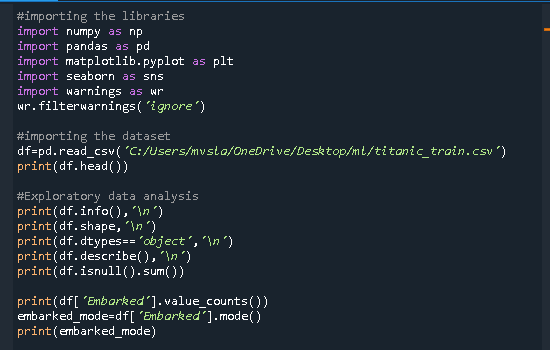 #importing the libraries
import numpy as np
import pandas as pd
import matplotlib.pyplot as plt
import seaborn as sns
import warnings as wr
wr.filterwarnings('ignore')
#importing the dataset
df=pd.read_csv('C:/Users/mvsla/OneDrive/Desktop/ml/titanic_train.csv')
print(df.head())
#Exploratory data analysis
print(df.info(),'\n')
print(df.shape,'\n')
print(df.dtypes=='object','\n')
print(df.describe(),'\n')
print(df.isnull().sum())
print(df['Embarked'].value_counts())
embarked_mode=df['Embarked'].mode()
print(embarked_mode)